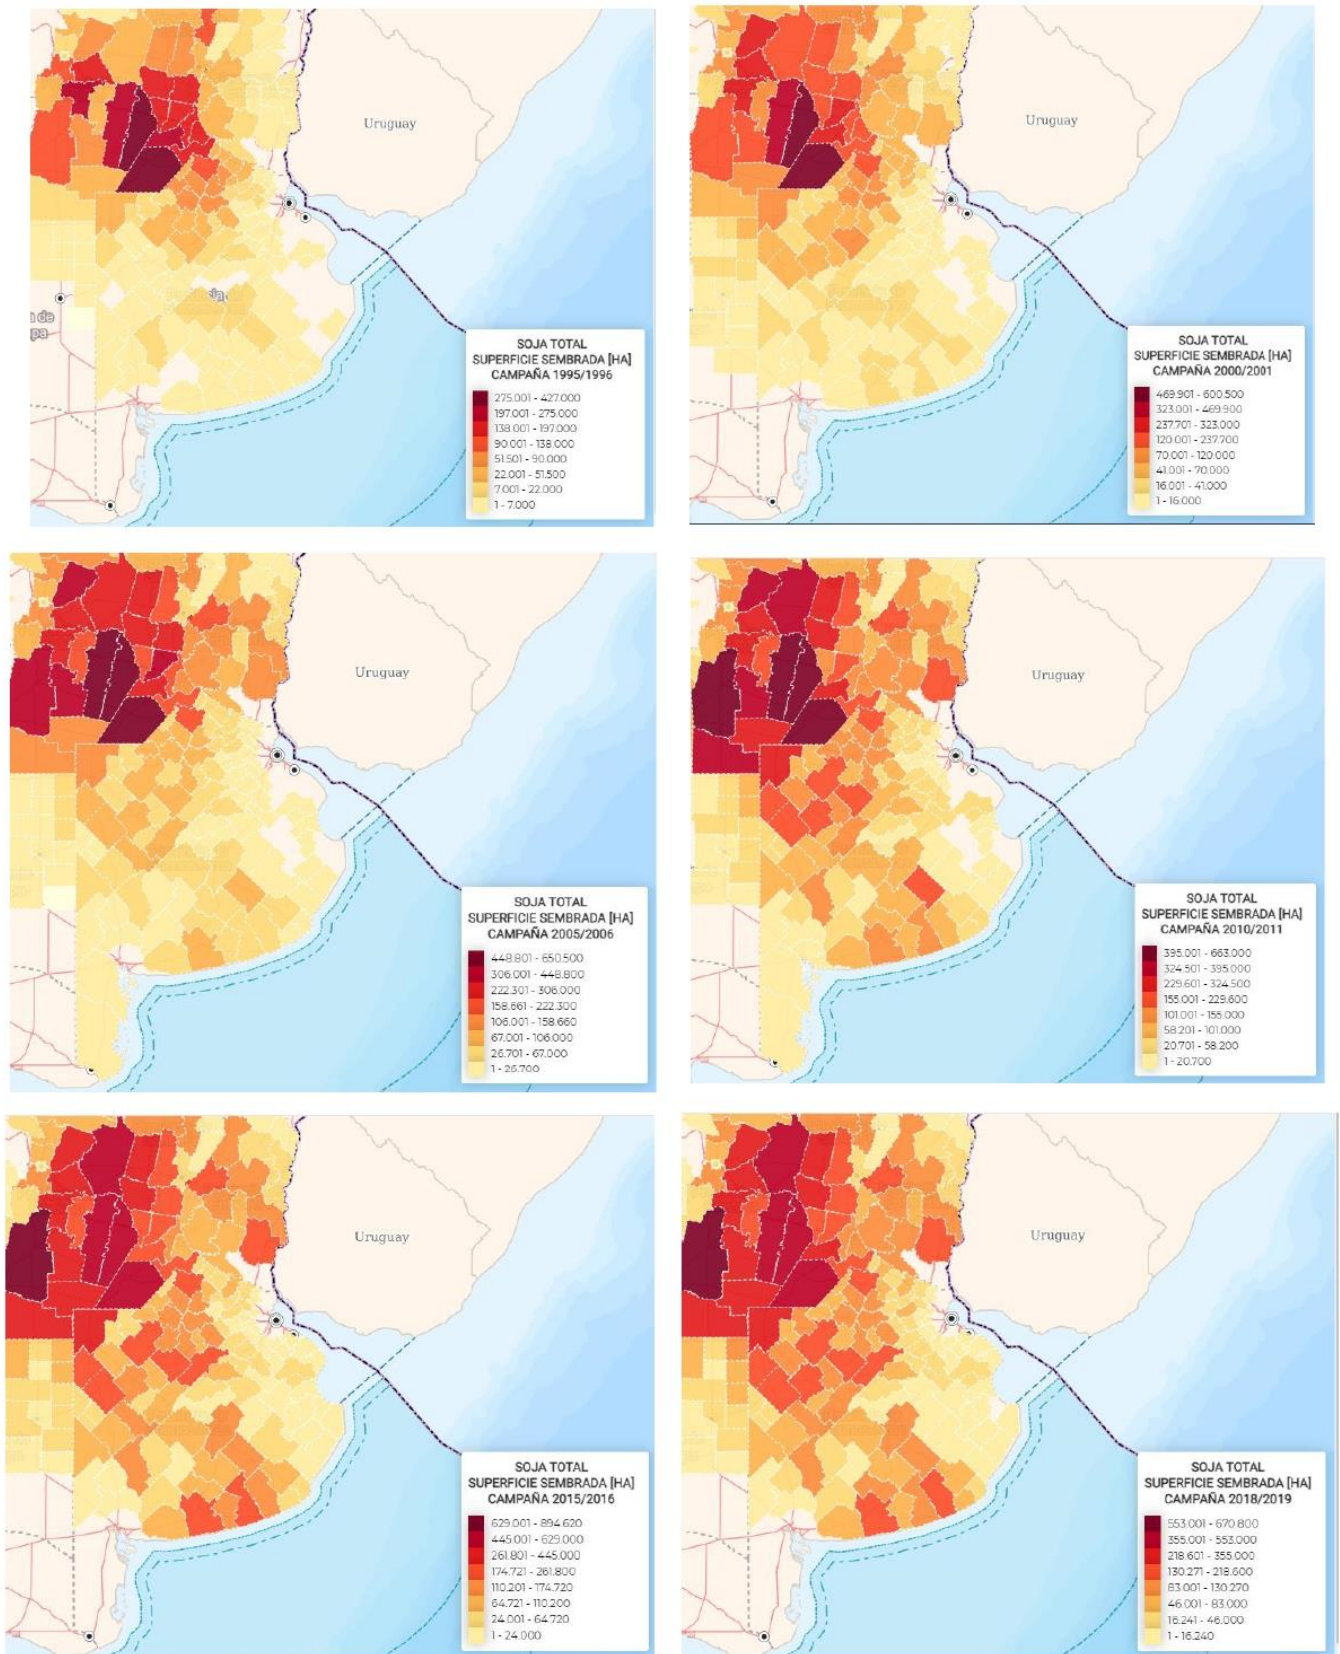 Uruguay
SOJA TOTAL
SUPERFICIE SEMBRADA [HA]
CAMPAÑA 1995/1996
275.001 - 427.000
197.001 - 275.000
138.001 - 197.000
90.001 - 138.000
51.501 - 90.000
22.001 - 51.500
7.001 - 22.000
1 - 7.000
Uruguay
SOJA TOTAL
SUPERFICIE SEMBRADA [HA]
CAMPAÑA 2000/2001
469.901 - 600.500
323.001 - 469.900
237.701 - 323.000
120.001 - 237.700
70.001 - 120.000
41.001 - 70.000
16.001 - 41.000
1 - 16.000
Uruguay
SOJA TOTAL
SUPERFICIE SEMBRADA [HA]
CAMPAÑA 2005/2006
448.801 - 650.500
306.001 - 448.800
222.301 - 306.000
158.661 - 222.300
106.001 - 158.660
67.001 - 106.000
26.701 - 67.000
1 - 26.700
Uruguay
SOJA TOTAL
SUPERFICIE SEMBRADA [HA]
CAMPAÑA 2010/2011
395.001 - 663.000
324.501 - 395.000
229.601 - 324.500
155.001 - 229.600
101.001 - 155.000
58.201 - 101.000
20.701 - 58.200
1 - 20.700
Uruguay
SOJA TOTAL
SUPERFICIE SEMBRADA [HA]
CAMPAÑA 2015/2016
629.001 - 894.620
445.001 - 629.000
261.801 - 445.000
174.721 - 261.800
110.201 - 174.720
64.721 - 110.200
24.001 - 64.720
1 - 24.000
Uruguay
SOJA TOTAL
SUPERFICIE SEMBRADA [HA]
CAMPAÑA 2018/2019
553.001 - 670.800
355.001 - 553.000
218.601 - 355.000
130.271 - 218.600
83.001 - 130.270
46.001 - 83.000
16.241 - 46.000
1 - 16.240